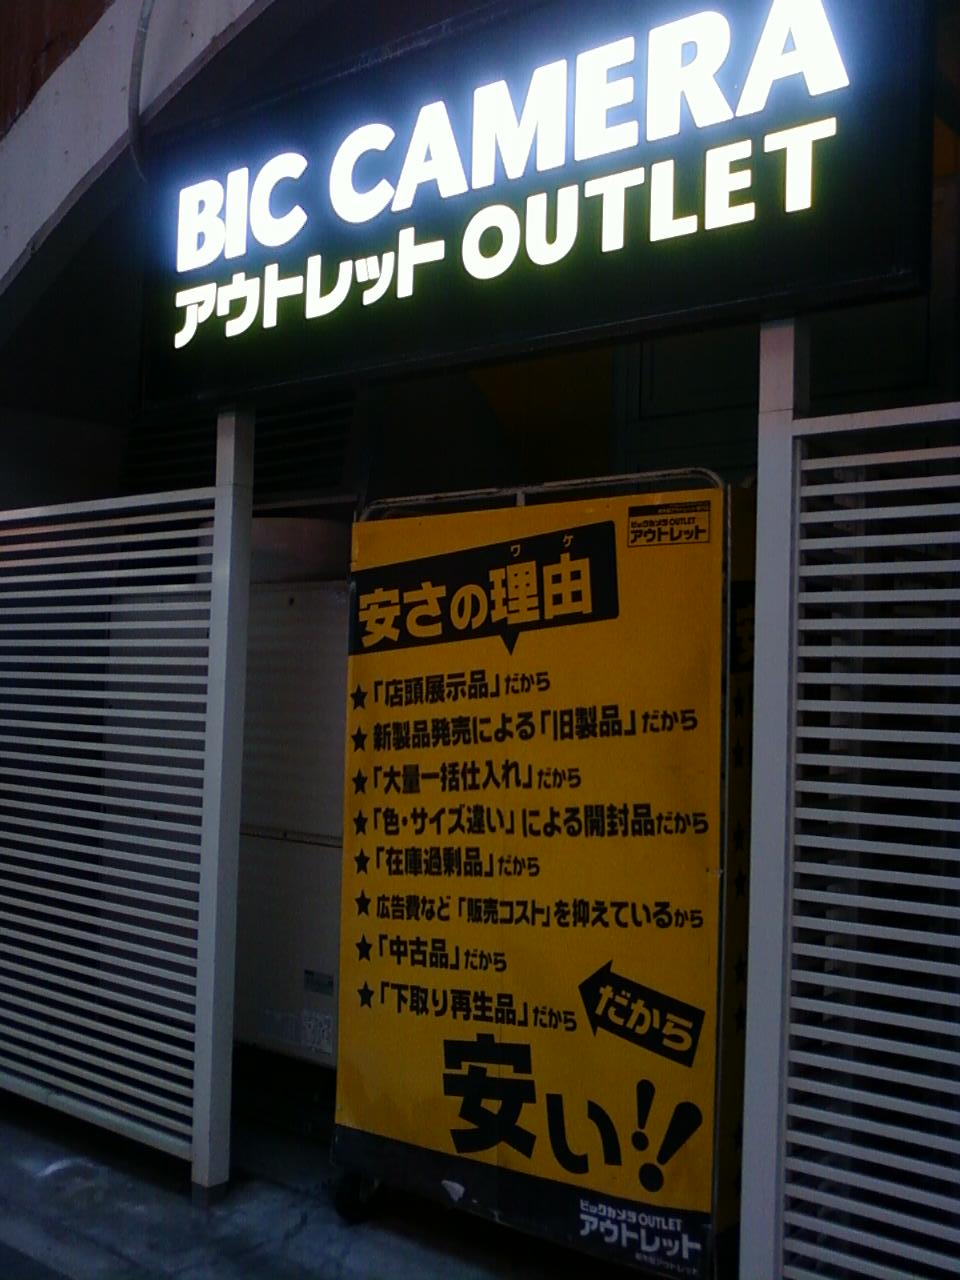 BIC CAMERA
アウトレット OUTLET
ビックカメラ OUTLET
アウトレット
ワケ
安さの理由
★「店頭展示品」だから
★新製品発売による「旧製品」だから
★「大量一括仕入れ」だから
★「色・サイズ違い」による開封品だから
★「在庫過剰品」だから
★広告費など「販売コスト」を抑えているから
★「中古品」だから
★「下取り再生品」だから
だから
安い!!
ビックカメラ OUTLET
アウトレット